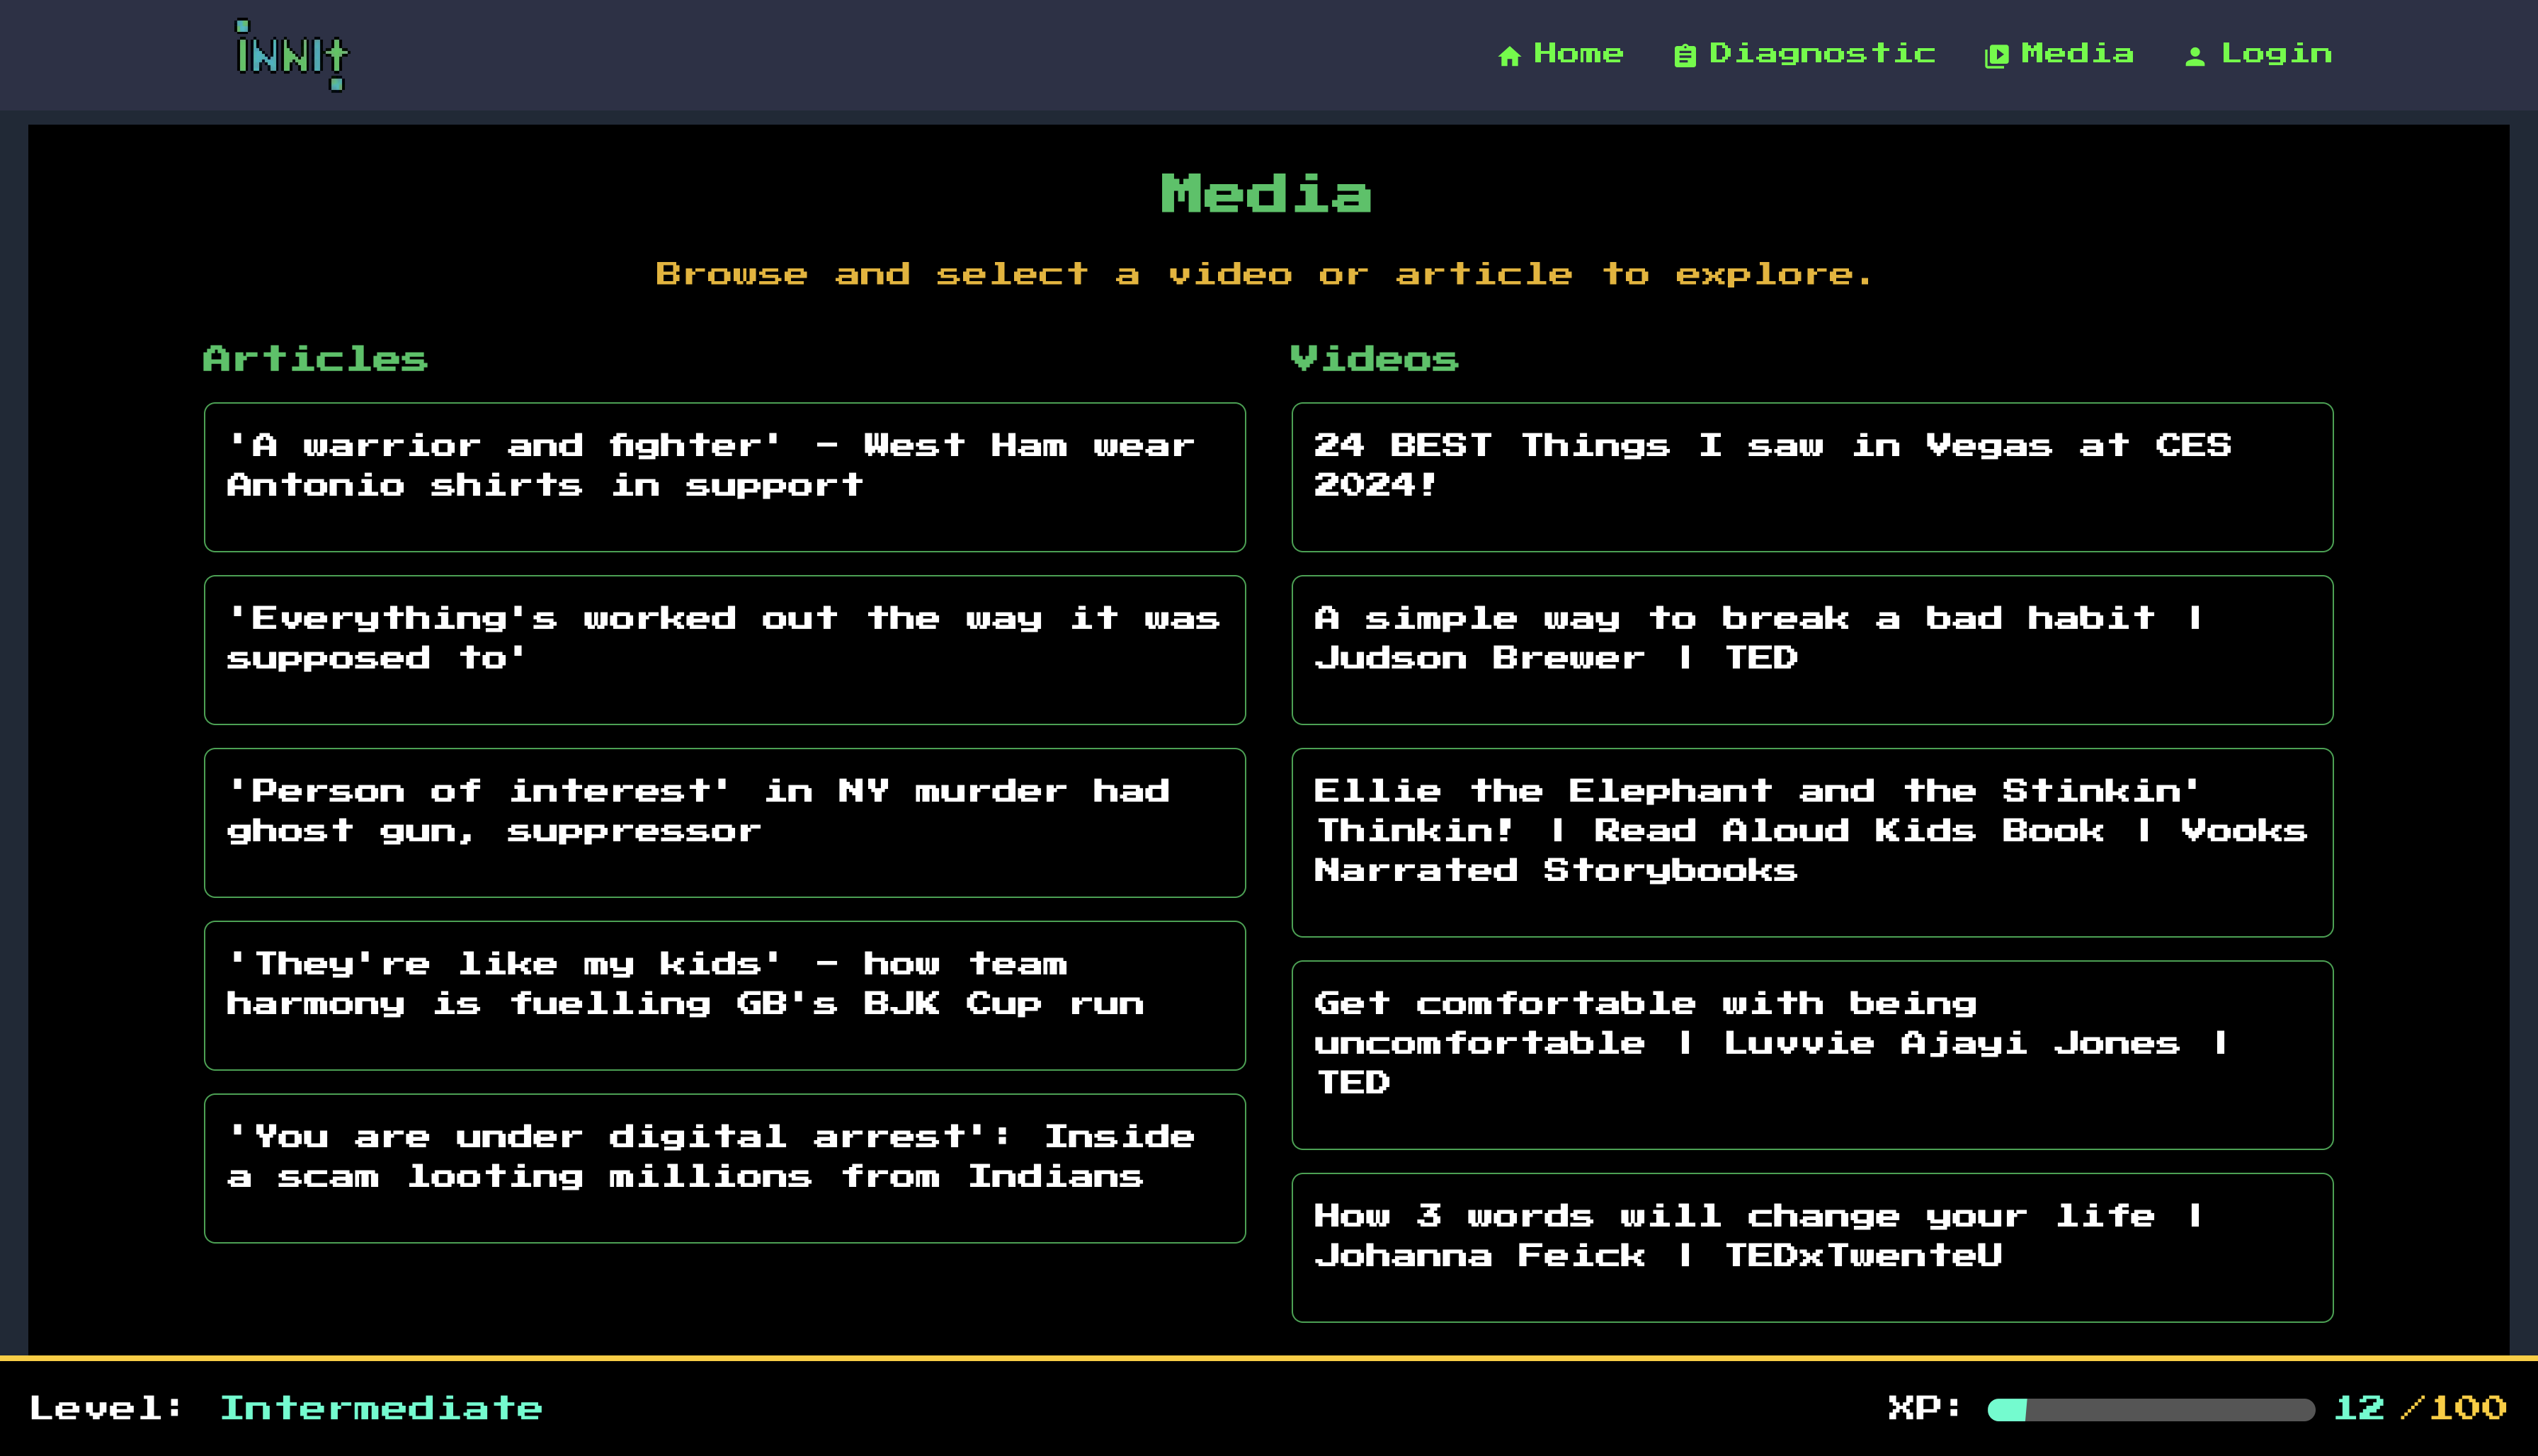 innit
Home Diagnostic Media Login
Media
Browse and select a video or article to explore.
Articles
'A warrior and fighter' - West Ham wear
Antonio shirts in support
'Everything's worked out the way it was
supposed to'
'Person of interest' in NY murder had
ghost gun, suppressor
'They're like my kids' - how team
harmony is fuelling GB's BJK Cup run
'You are under digital arrest': Inside
a scam looting millions from Indians
Videos
24 BEST Things I saw in Vegas at CES
2024!
A simple way to break a bad habit |
Judson Brewer | TED
Ellie the Elephant and the Stinkin'
Thinkin! | Read Aloud Kids Book | Vooks
Narrated Storybooks
Get comfortable with being
uncomfortable | Luvvie Ajayi Jones |
TED
How 3 words will change your life |
Johanna Feick | TEDxTwenteU
Level: Intermediate
XP: 12 /100